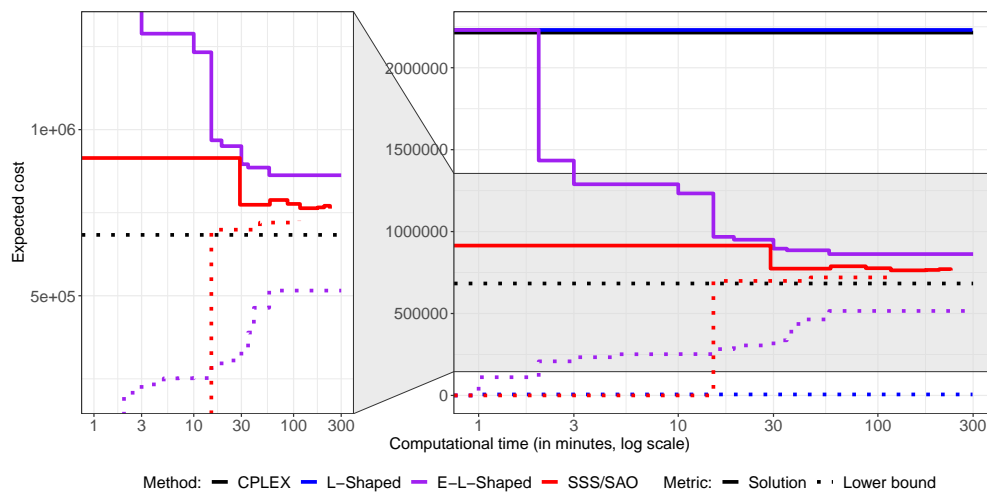 Expected cost
1e+06
5e+05
1 3 10 30 100 300
2000000
1500000
1000000
500000
0
1 3 10 30 100 300
Computational time (in minutes, log scale)
Method: CPLEX L−Shaped E−L−Shaped SSS/SAO Metric: Solution Lower bound